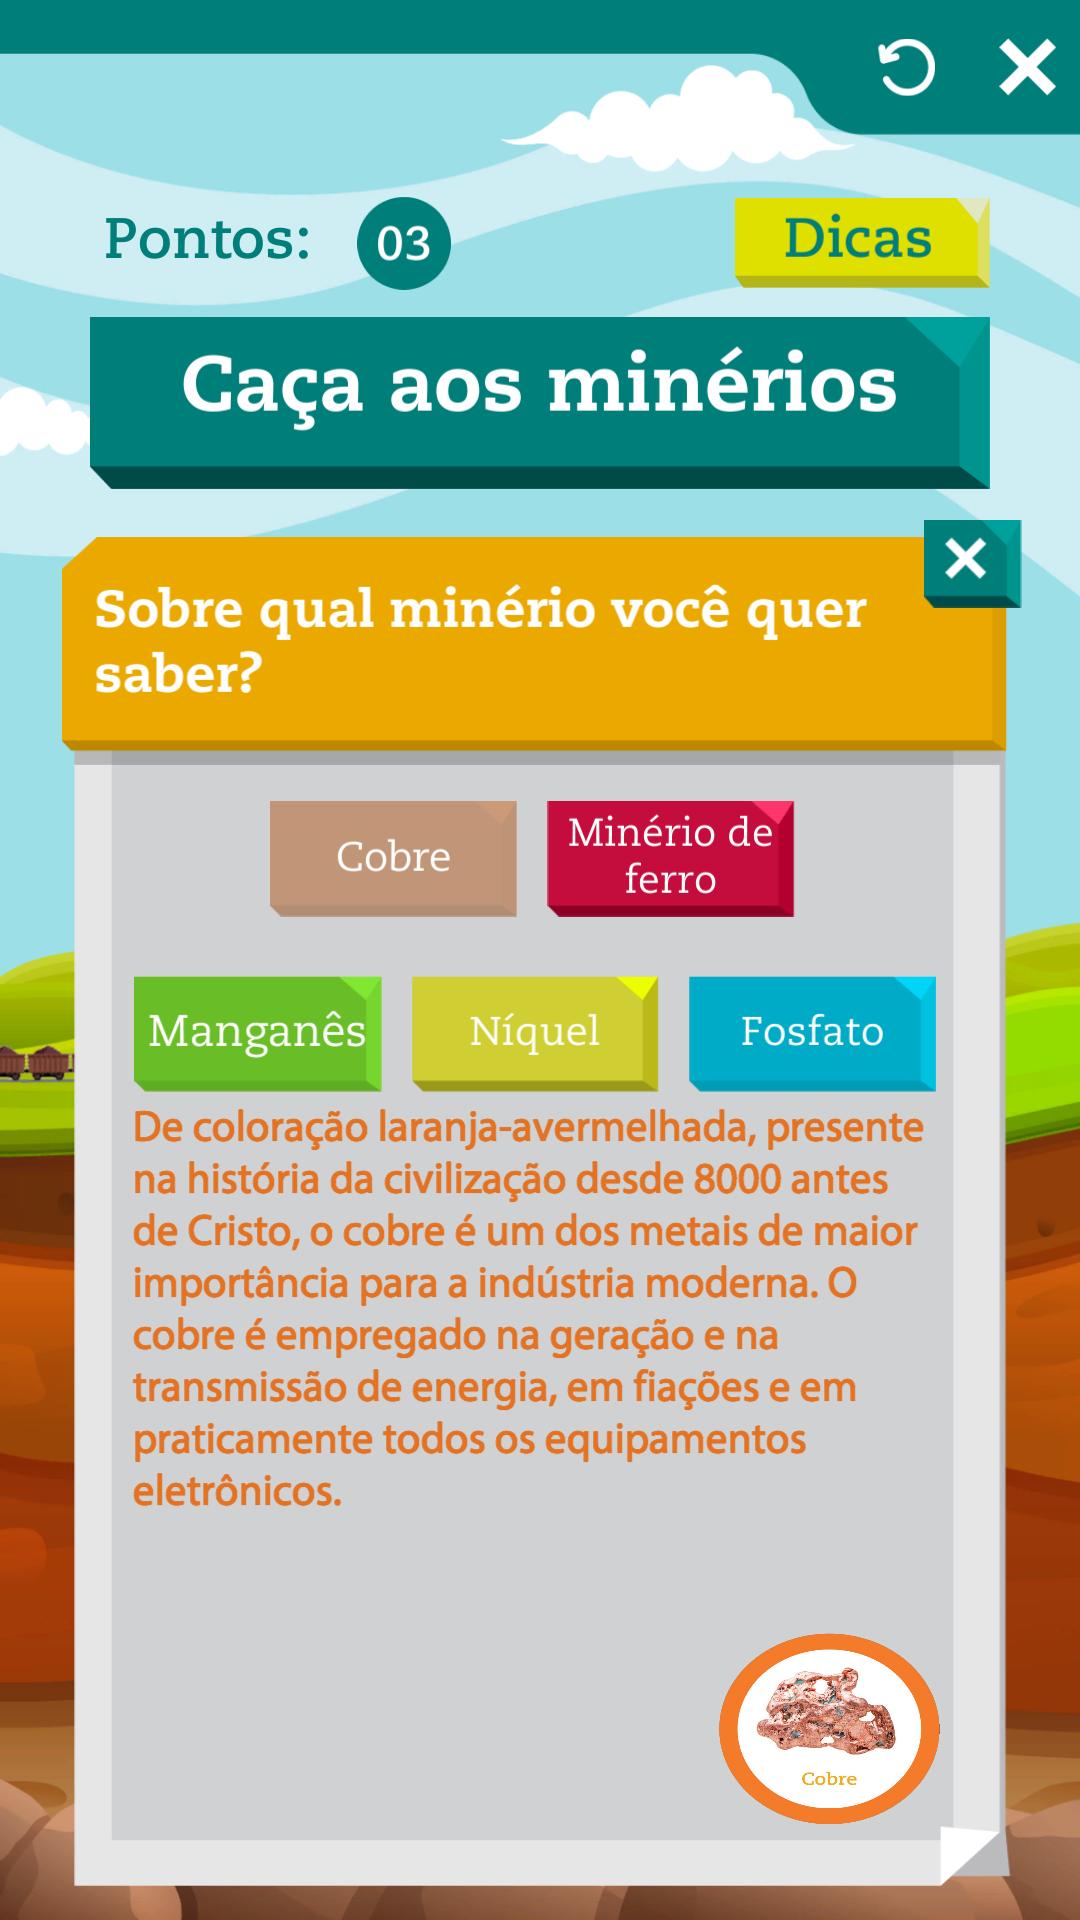 Pontos: 03
Dicas
Caça aos minérios
Sobre qual minério você quer
saber?
Cobre
Minério de
ferro
Manganês
Níquel
Fosfato
De coloração laranja-avermelhada, presente
na história da civilização desde 8000 antes
de Cristo, o cobre é um dos metais de maior
importância para a indústria moderna. O
cobre é empregado na geração e na
transmissão de energia, em fiações e em
praticamente todos os equipamentos
eletrônicos.
Cobre